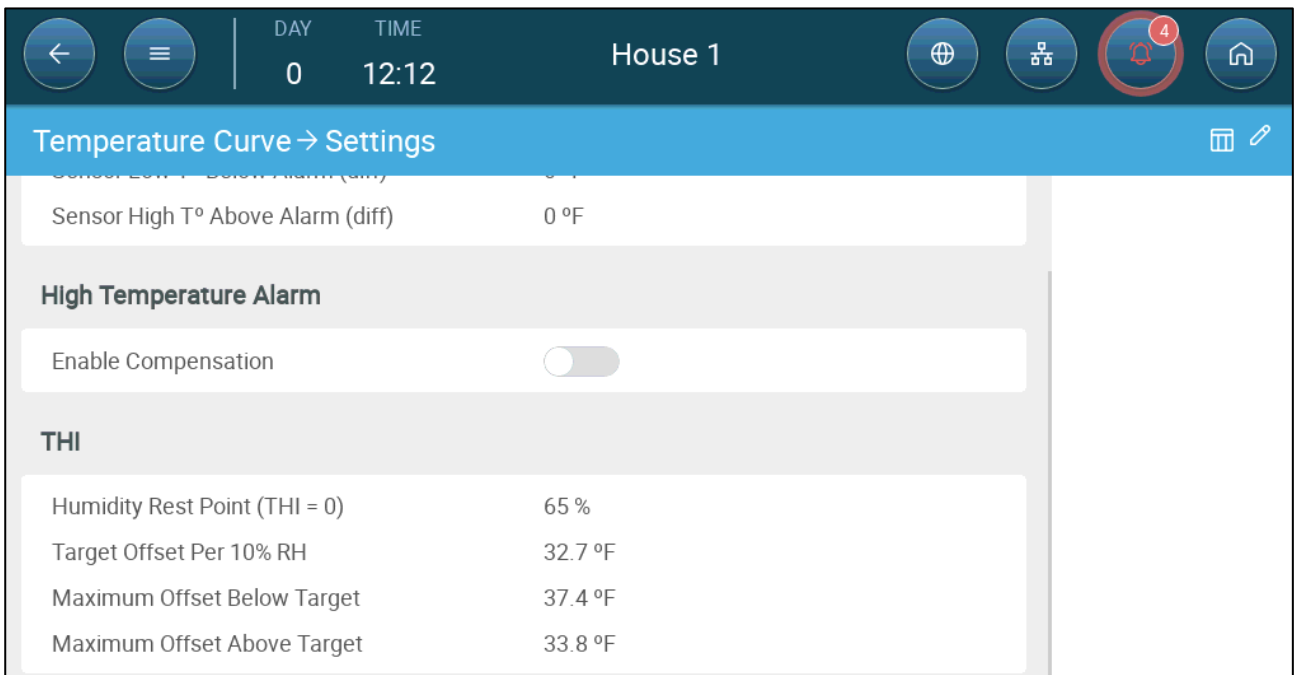 DAY TIME
0 12:12 House 1 4
Temperature Curve → Settings
Sensor High Tº Above Alarm (diff) 0 ºF
High Temperature Alarm
Enable Compensation
THI
Humidity Rest Point (THI = 0) 65 %
Target Offset Per 10% RH 32.7 ºF
Maximum Offset Below Target 37.4 ºF
Maximum Offset Above Target 33.8 ºF